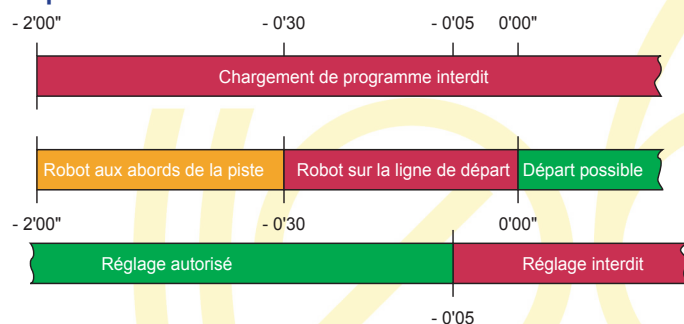 - 2'00" - 0'30 - 0'05 0'00"
Chargement de programme interdit
Robot aux abords de la piste Robot sur la ligne de départ Départ possible
- 2'00" - 0'30 0'00"
Réglage autorisé Réglage interdit
- 0'05